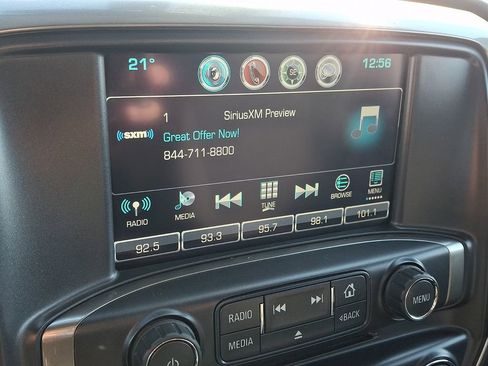 21°
12:56
SE
1 SiriusXM Preview
((sxm))
Great Offer Now!
844-711-8800
RADIO
MEDIA
TUNE
BROWSE
MENU
92.5
93.3
95.7
98.1
101.1
RADIO
MENU
MEDIA
<BACK